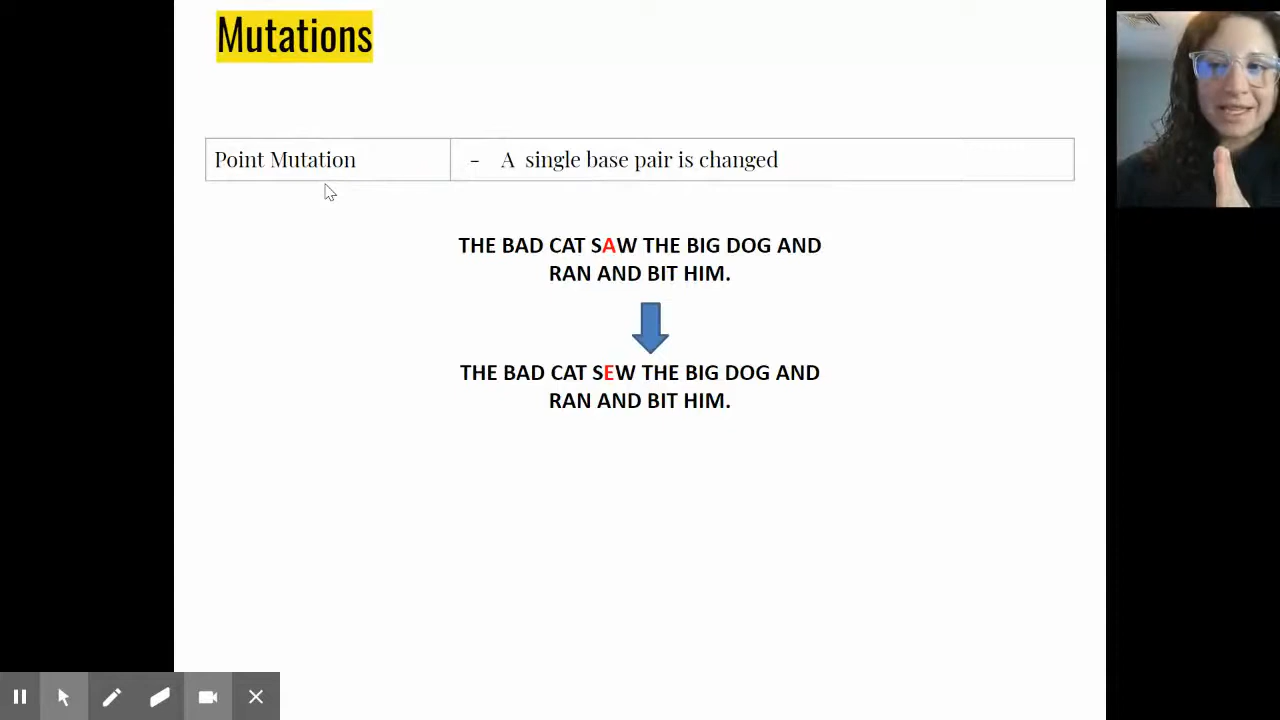 Mutations
Point Mutation
- A single base pair is changed
THE BAD CAT SAW THE BIG DOG AND
RAN AND BIT HIM.
THE BAD CAT SEW THE BIG DOG AND
RAN AND BIT HIM.